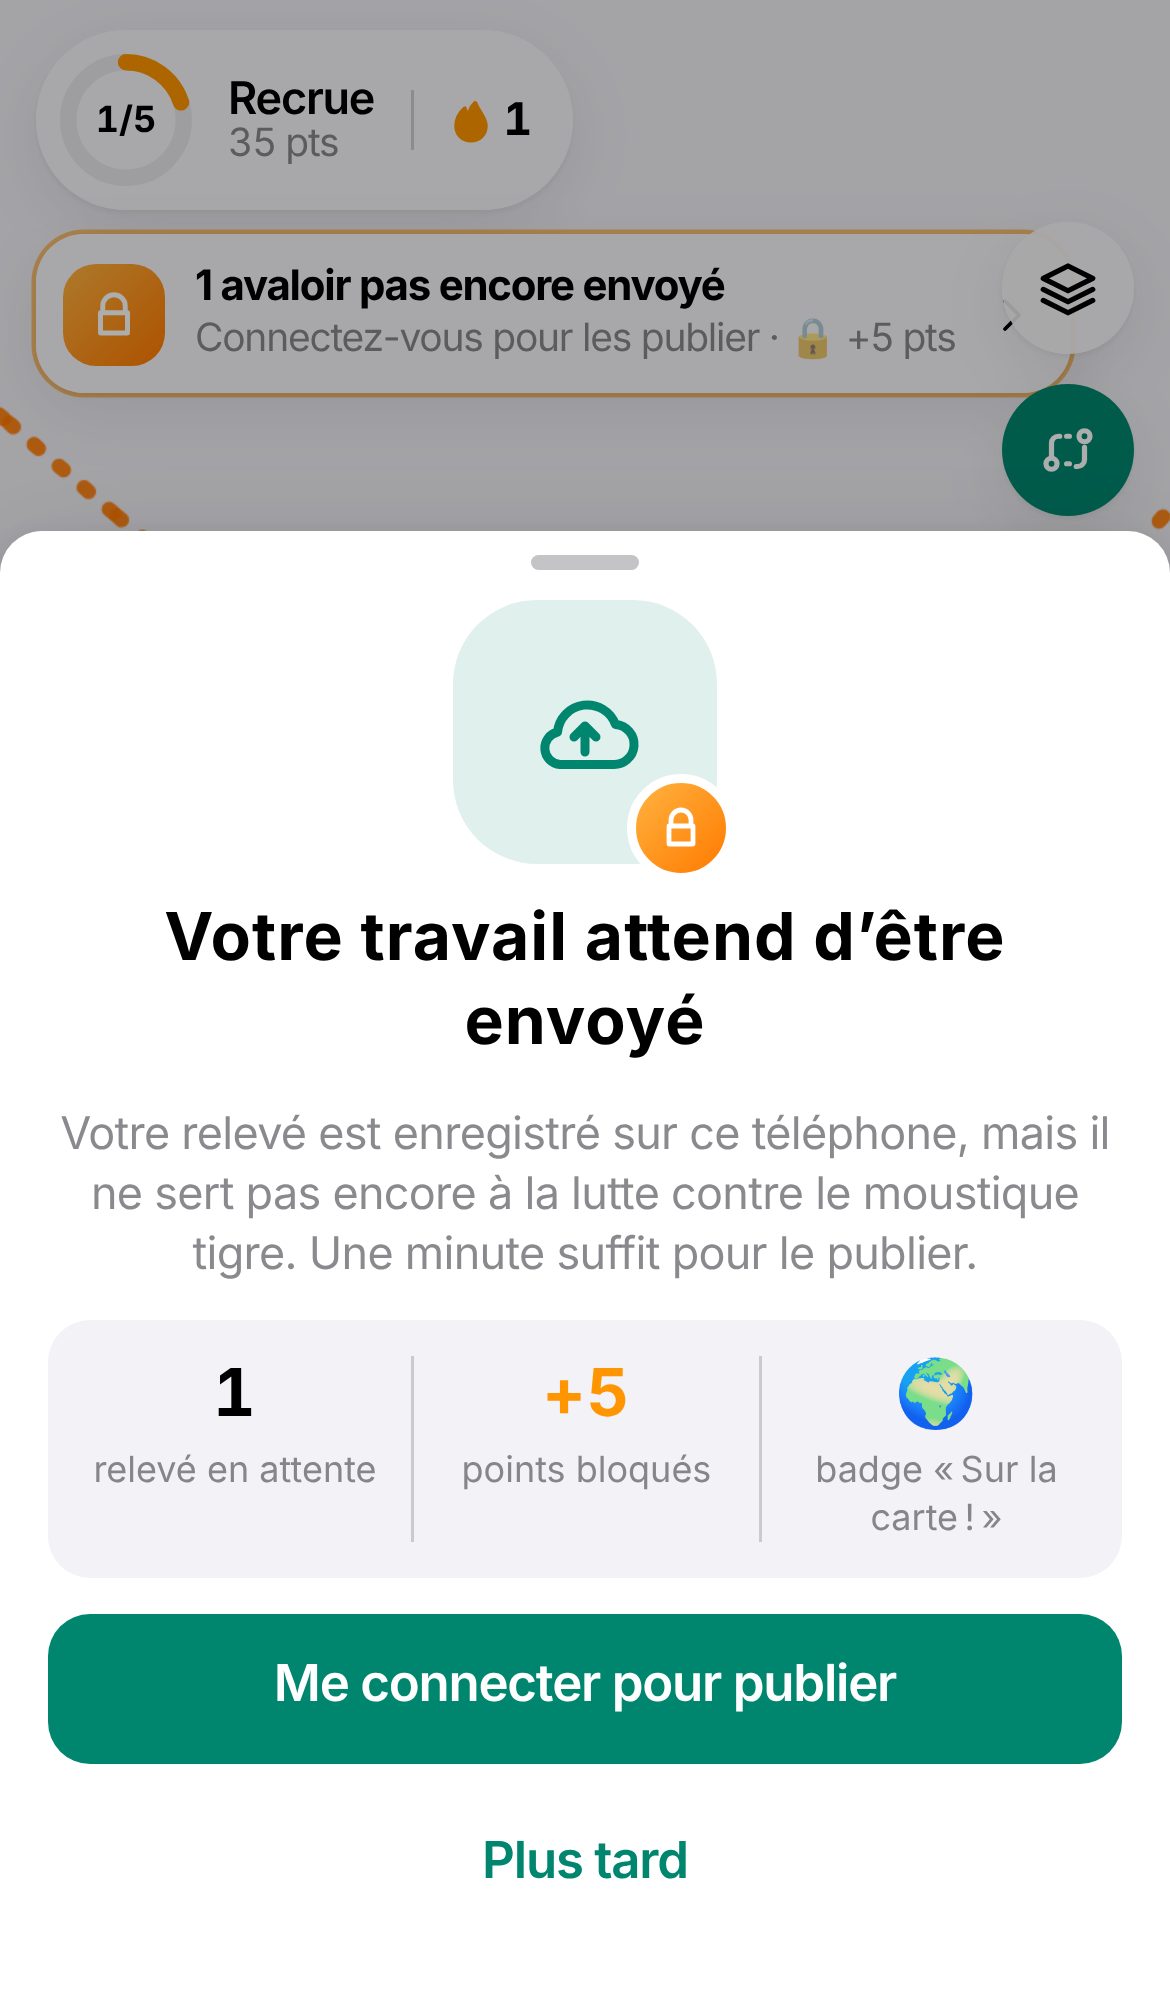 1/5
Recrue
35 pts
1
1 avaloir pas encore envoyé
Connectez-vous pour les publier · 🔒 +5 pts
Votre travail attend d’être
envoyé
Votre relevé est enregistré sur ce téléphone, mais il
ne sert pas encore à la lutte contre le moustique
tigre. Une minute suffit pour le publier.
1
relevé en attente
+5
points bloqués
badge « Sur la
carte ! »
Me connecter pour publier
Plus tard